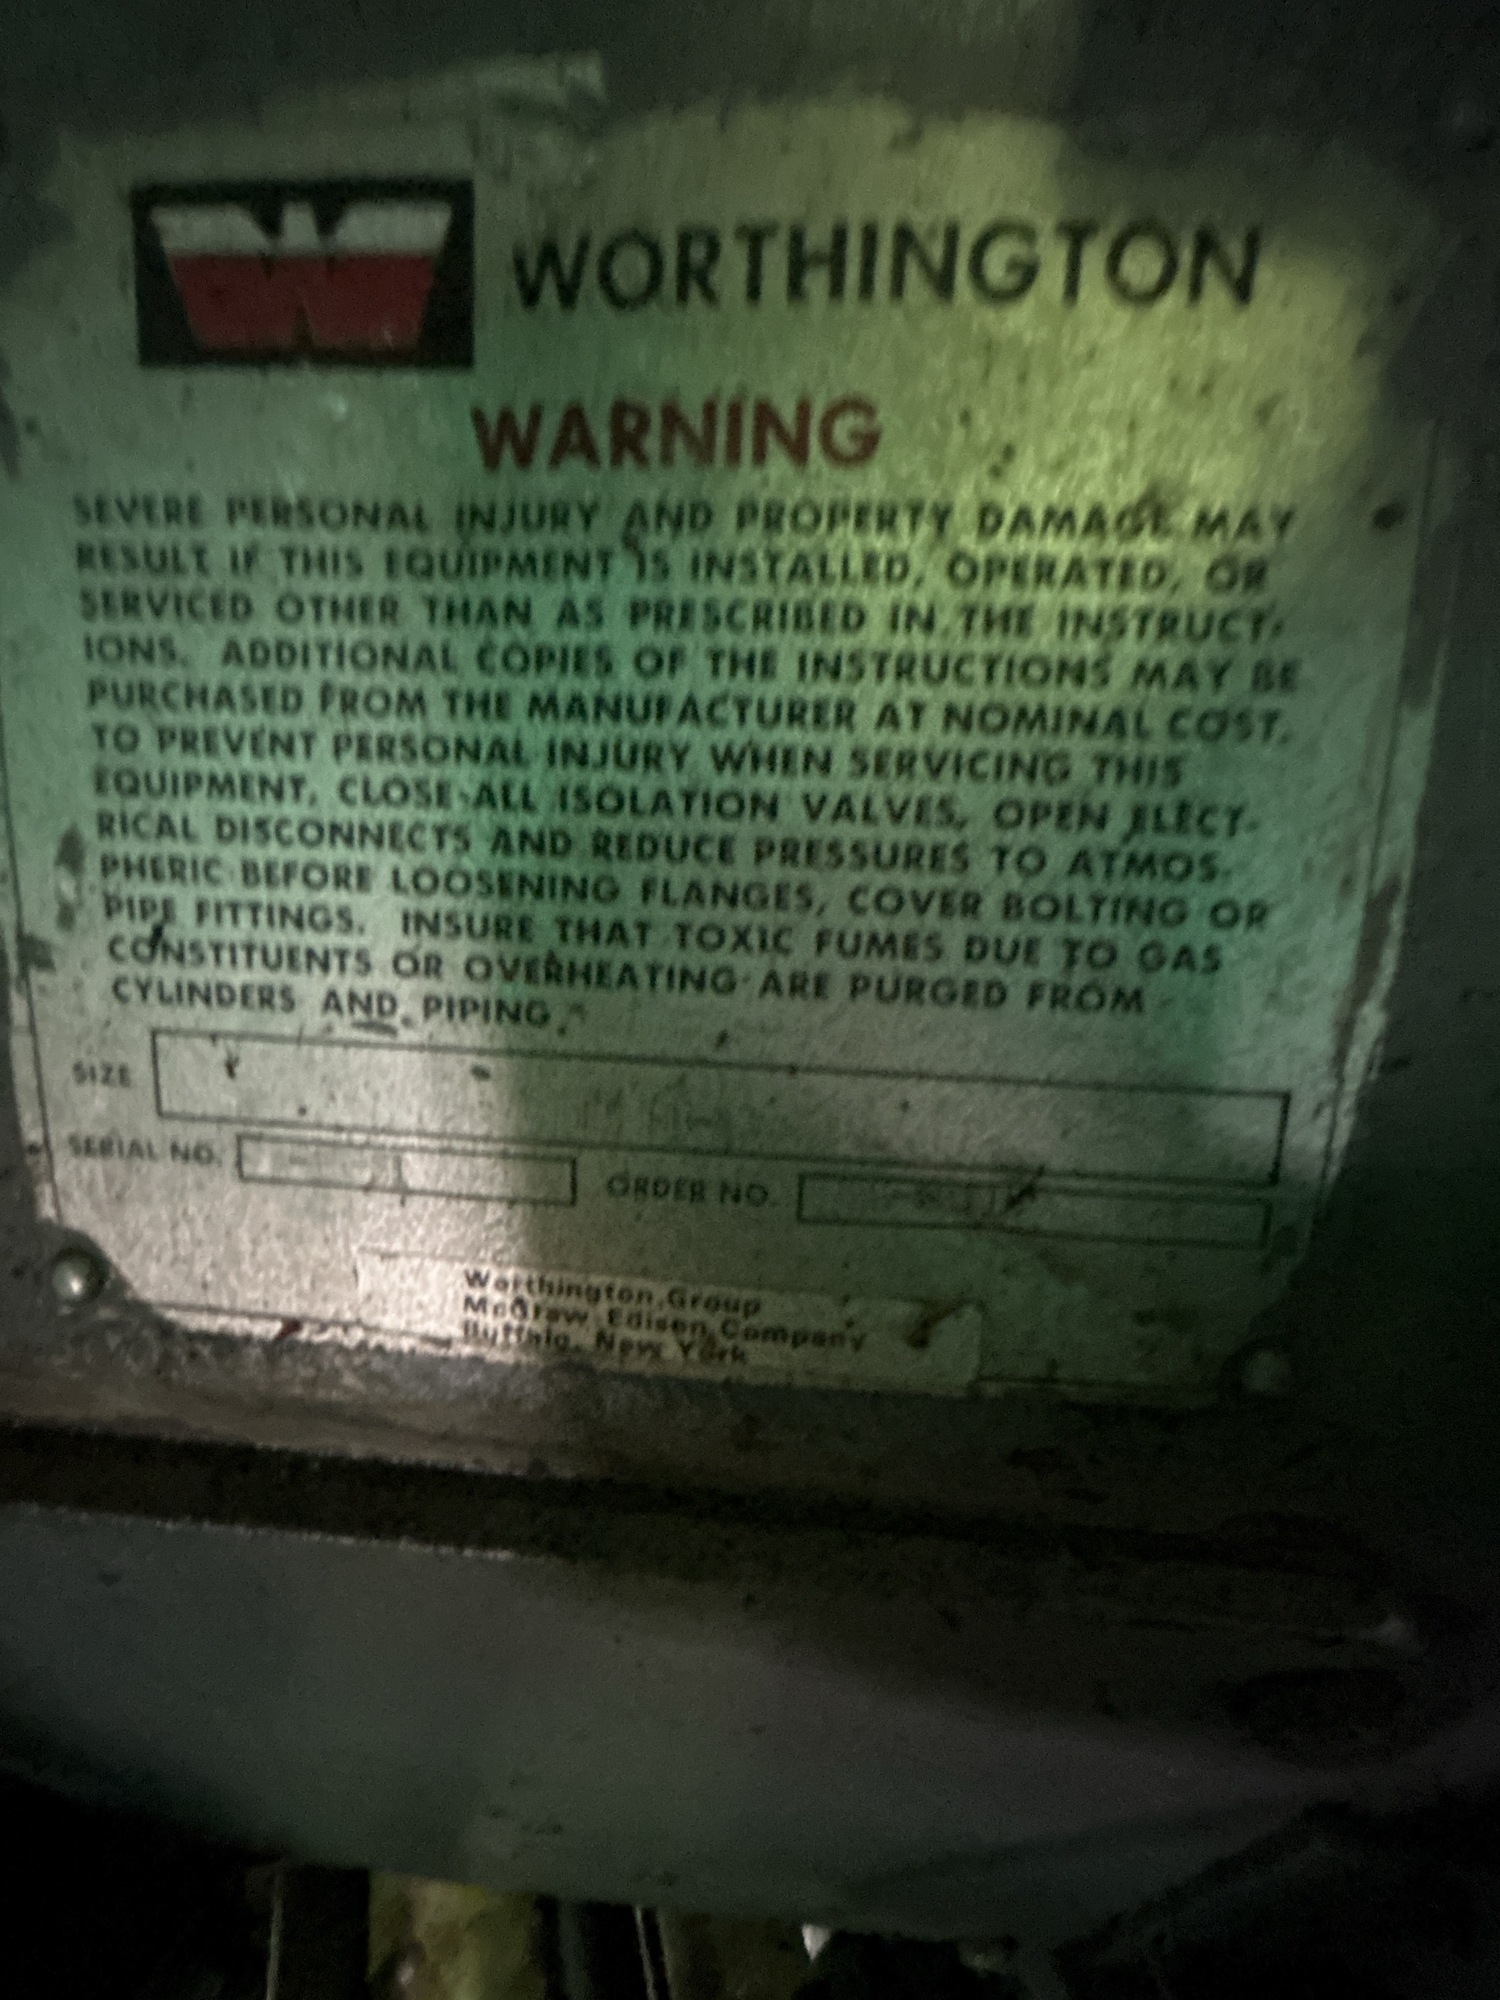 WORTHINGTON
WARNING
SEVERE PERSONAL INJURY AND PROPERTY DAMAGE MAY
RESULT IF THIS EQUIPMENT IS INSTALLED, OPERATED, OR
SERVICED OTHER THAN AS PRESCRIBED IN THE INSTRUCT-
IONS. ADDITIONAL COPIES OF THE INSTRUCTIONS MAY BE
PURCHASED FROM THE MANUFACTURER AT NOMINAL COST.
TO PREVENT PERSONAL INJURY WHEN SERVICING THIS
EQUIPMENT, CLOSE ALL ISOLATION VALVES, OPEN ELECT-
RICAL DISCONNECTS AND REDUCE PRESSURES TO ATMOS-
PHERIC BEFORE LOOSENING FLANGES, COVER BOLTING OR
PIPE FITTINGS. INSURE THAT TOXIC FUMES DUE TO GAS
CONSTITUENTS OR OVERHEATING ARE PURGED FROM
CYLINDERS AND PIPING.
SIZE
SERIAL NO. ORDER NO.
Worthington Group
McGraw Edison Company
Buffalo, New York